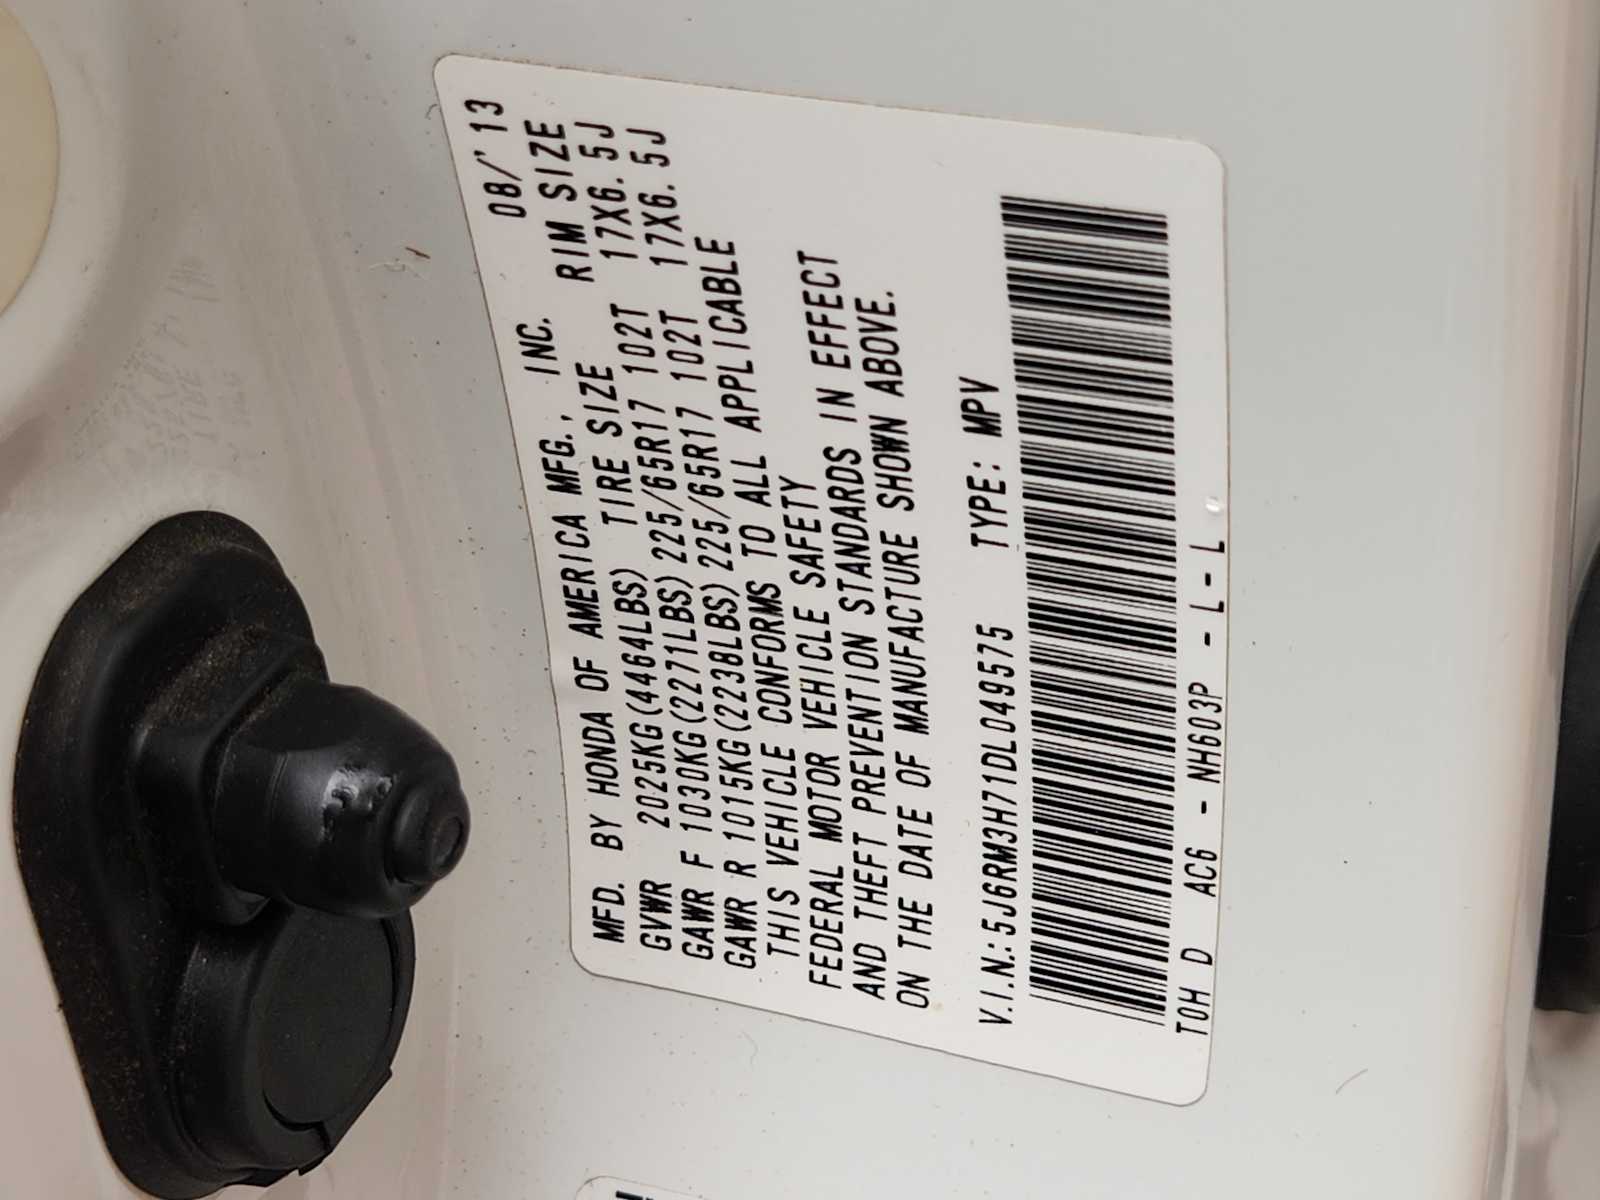 MFD. BY HONDA OF AMERICA MFG., INC. 08/'13
GVWR 2025KG(4464LBS) TIRE SIZE RIM SIZE
GAWR F 1030KG(2271LBS) 225/65R17 102T 17X6.5J
GAWR R 1015KG(2238LBS) 225/65R17 102T 17X6.5J
THIS VEHICLE CONFORMS TO ALL APPLICABLE
FEDERAL MOTOR VEHICLE SAFETY
AND THEFT PREVENTION STANDARDS IN EFFECT
ON THE DATE OF MANUFACTURE SHOWN ABOVE.
V.I.N.:5J6RM3H71DL049575 TYPE: MPV
TOH D AC6 - NH603P - L - L